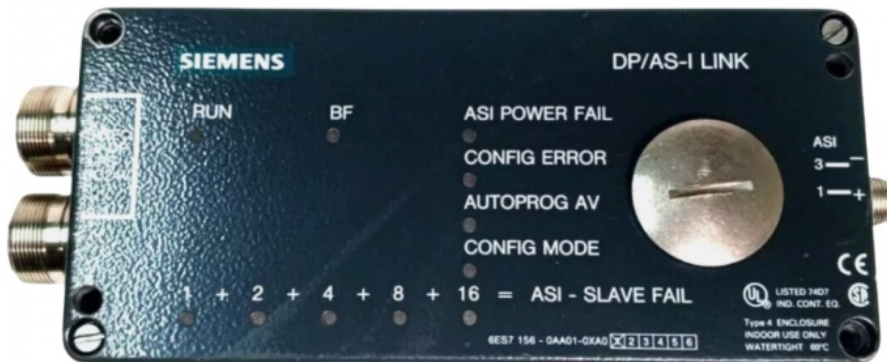 SIEMENS DP/AS-I LINK
RUN BF ASI POWER FAIL
ASI
CONFIG ERROR 3 −
AUTOPROG AV 1 +
CONFIG MODE
CE
1 + 2 + 4 + 8 + 16 = ASI - SLAVE FAIL
UL LISTED 74D7
IND. CONT. EQ.
Type 4 ENCLOSURE
INDOOR USE ONLY
WATERTIGHT 60°C
6ES7 156 - 0AA01-0XA0 X 2 3 4 5 6